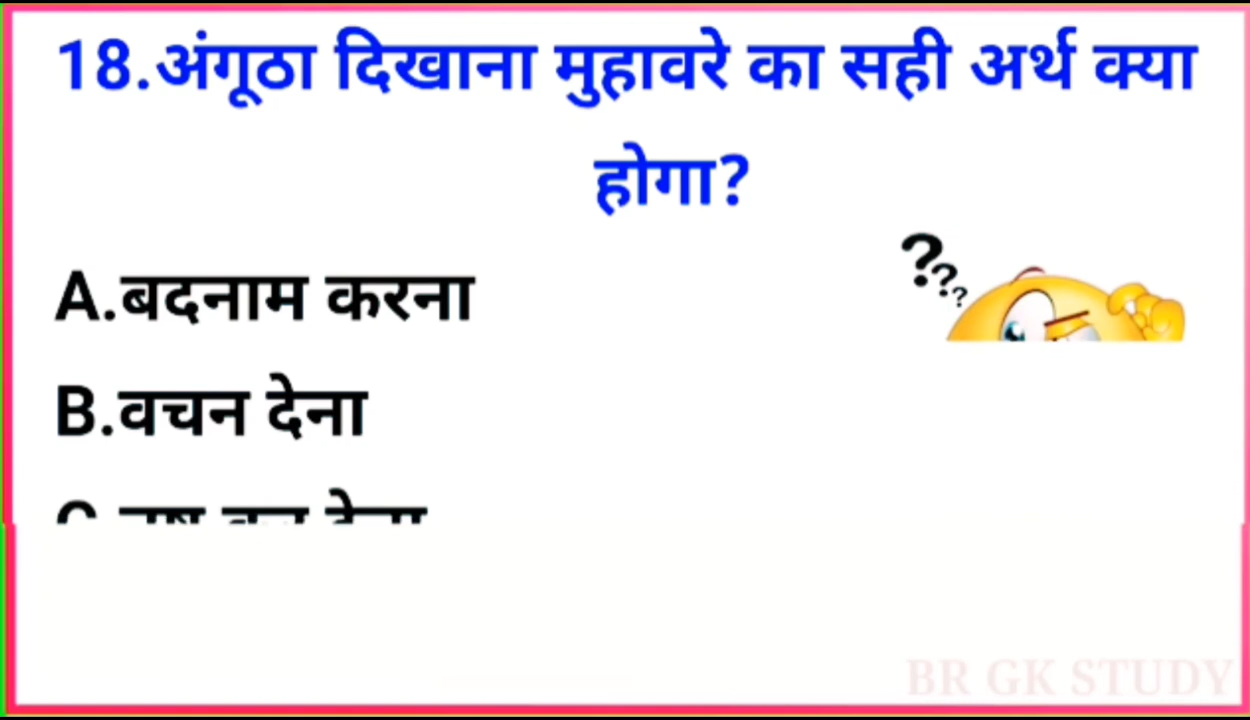 18.अंगूठा दिखाना मुहावरे का सही अर्थ क्या
होगा?
???
A.बदनाम करना
B.वचन देना
BR GK STUDY